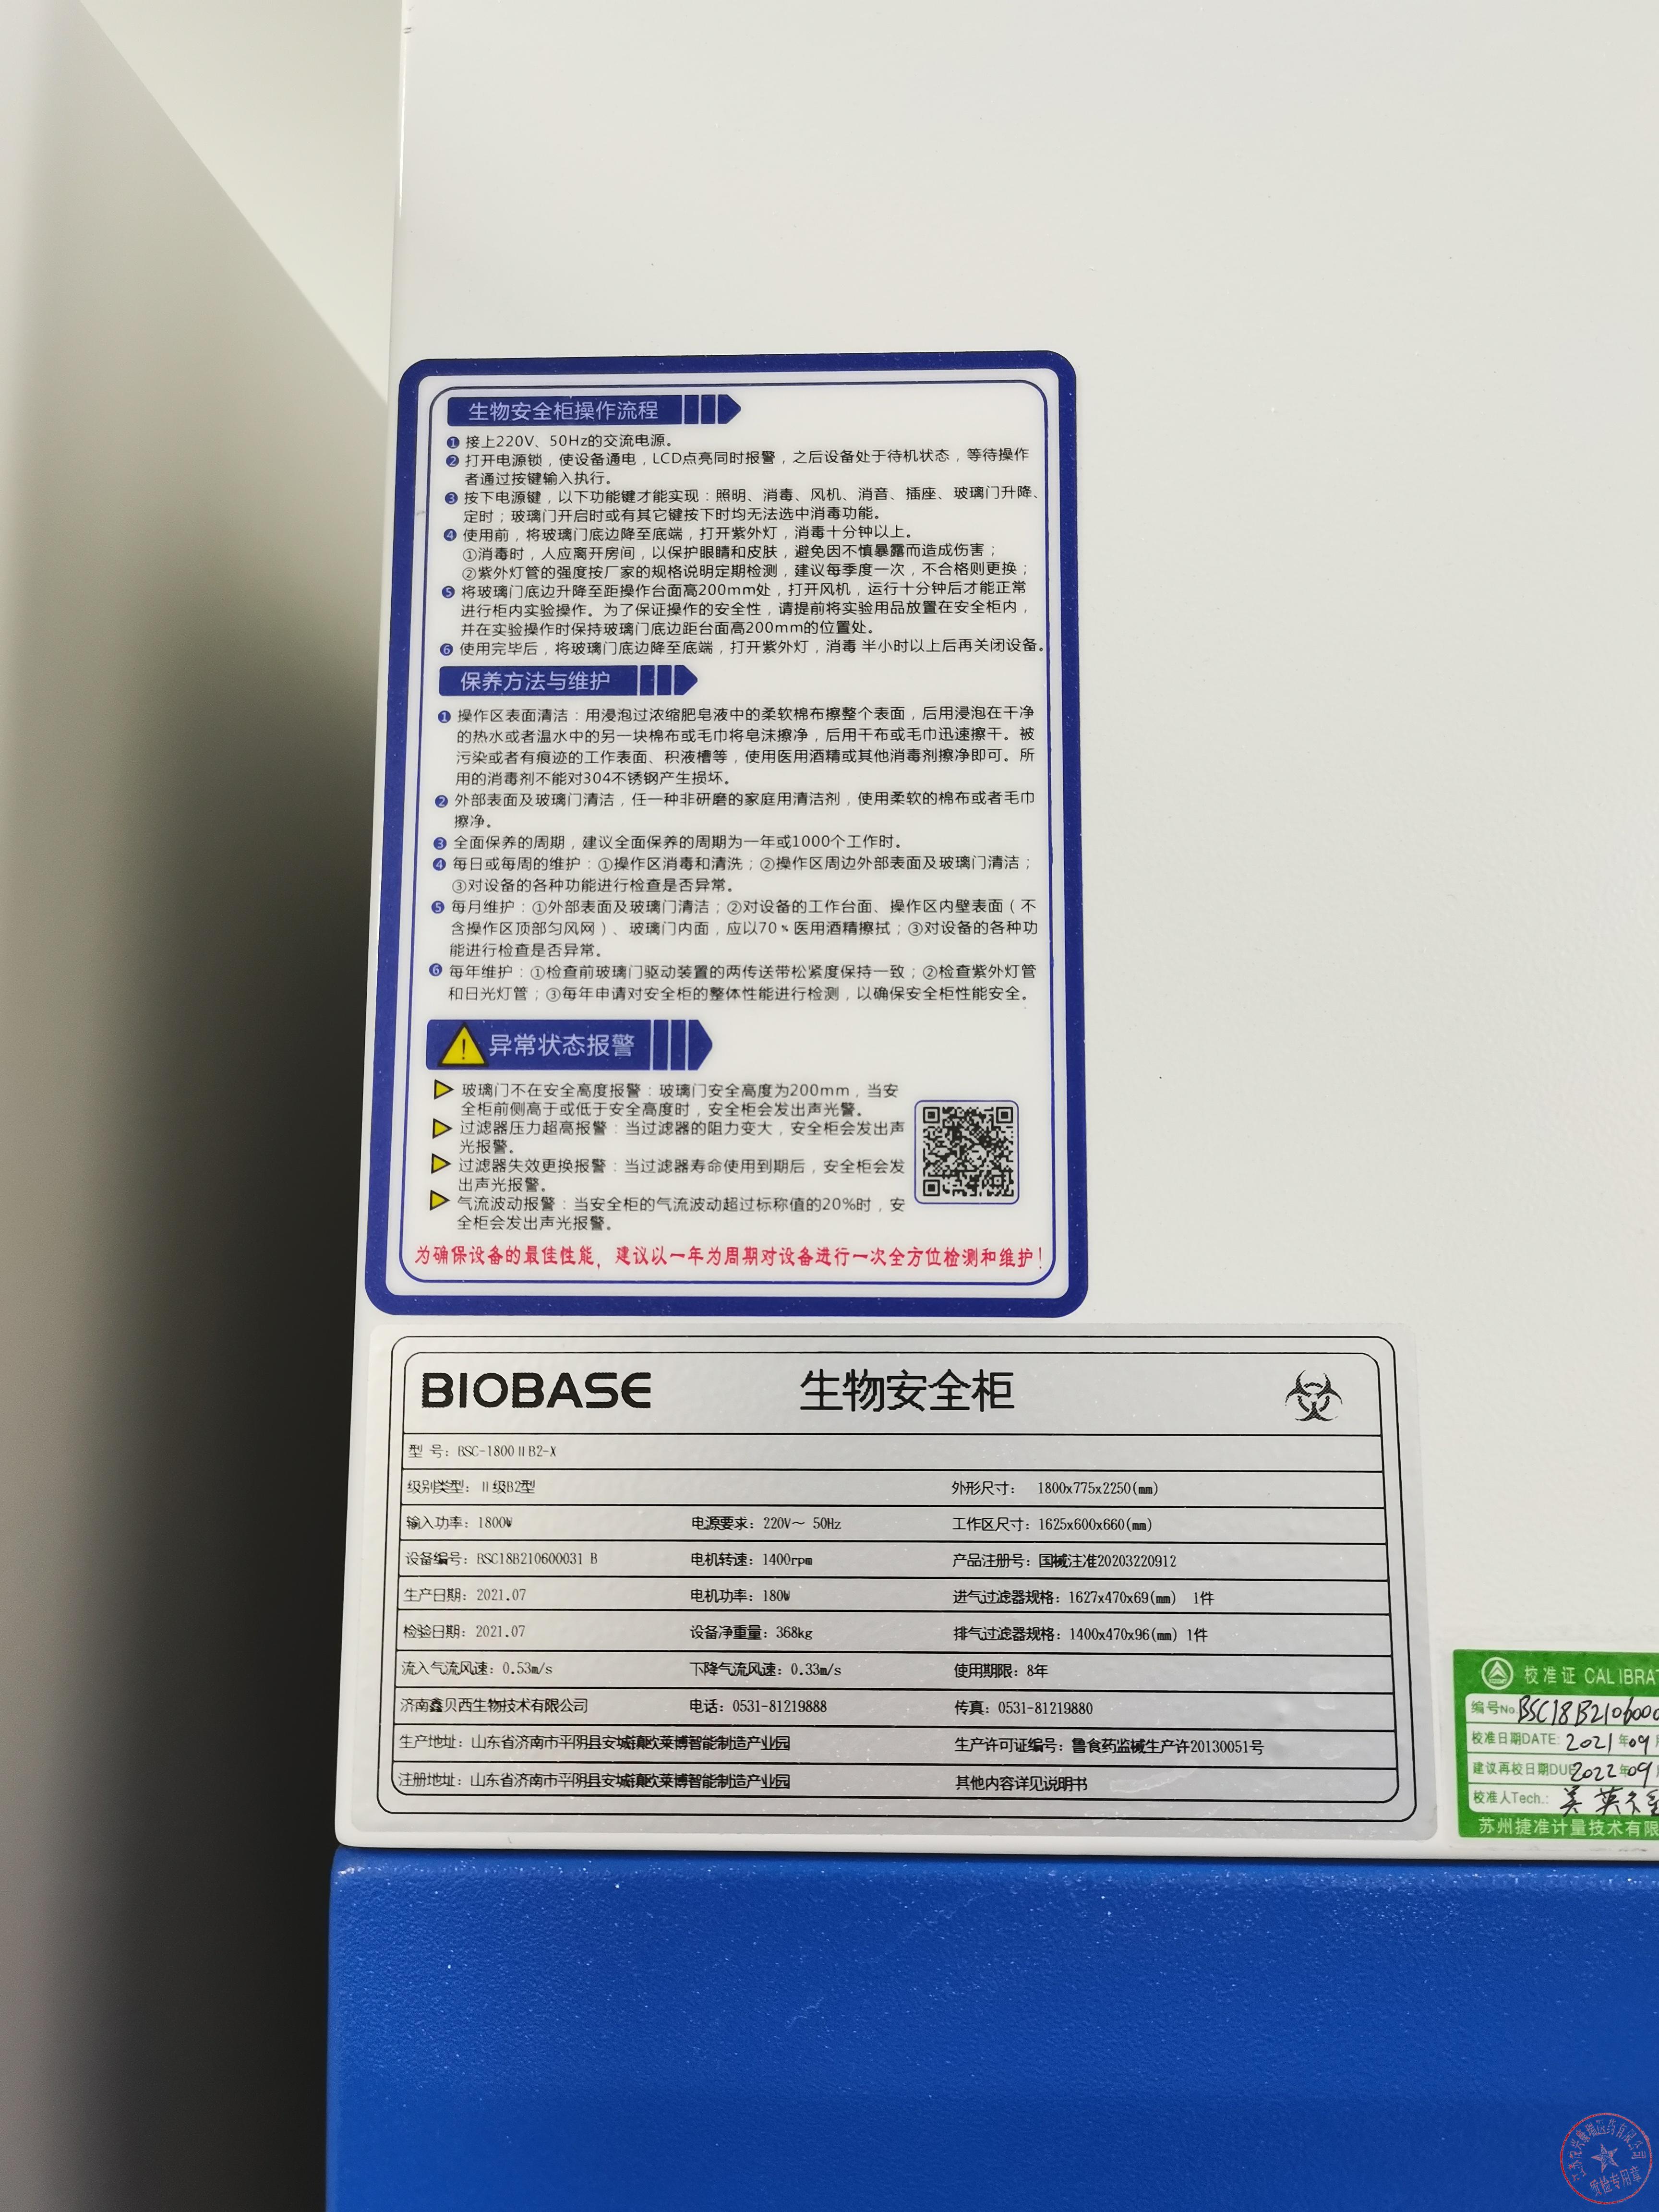 生物安全柜操作流程
❶ 接上220V、50Hz的交流电源。
❷ 打开电源锁，使设备通电，LCD点亮同时报警，之后设备处于待机状态，等待操作
者通过按键输入执行。
❸ 按下电源键，以下功能键才能实现：照明、消毒、风机、消音、插座、玻璃门升降、
定时；玻璃门开启时或有其它键按下时均无法选中消毒功能。
❹ 使用前，将玻璃门底边降至底端，打开紫外灯，消毒十分钟以上。
①消毒时，人应离开房间，以保护眼睛和皮肤，避免因不慎暴露而造成伤害；
②紫外灯管的强度按厂家的规格说明定期检测，建议每季度一次，不合格则更换；
❺ 将玻璃门底边升降至距操作台面高200mm处，打开风机，运行十分钟后才能正常
进行柜内实验操作。为了保证操作的安全性，请提前将实验用品放置在安全柜内，
并在实验操作时保持玻璃门底边距台面高200mm的位置处。
❻ 使用完毕后，将玻璃门底边降至底端，打开紫外灯，消毒 半小时以上后再关闭设备。
保养方法与维护
❶ 操作区表面清洁：用浸泡过浓缩肥皂液中的柔软棉布擦整个表面，后用浸泡在干净
的热水或者温水中的另一块棉布或毛巾将皂沫擦净，后用干布或毛巾迅速擦干。被
污染或者有痕迹的工作表面、积液槽等，使用医用酒精或其他消毒剂擦净即可。所
用的消毒剂不能对304不锈钢产生损坏。
❷ 外部表面及玻璃门清洁，任一种非研磨的家庭用清洁剂，使用柔软的棉布或者毛巾
擦净。
❸ 全面保养的周期，建议全面保养的周期为一年或1000个工作时。
❹ 每日或每周的维护：①操作区消毒和清洗；②操作区周边外部表面及玻璃门清洁；
③对设备的各种功能进行检查是否异常。
❺ 每月维护：①外部表面及玻璃门清洁；②对设备的工作台面、操作区内壁表面（不
含操作区顶部匀风网）、玻璃门内面，应以70%医用酒精擦拭；③对设备的各种功
能进行检查是否异常。
❻ 每年维护：①检查前玻璃门驱动装置的两传送带松紧度保持一致；②检查紫外灯管
和日光灯管；③每年申请对安全柜的整体性能进行检测，以确保安全柜性能安全。
异常状态报警
玻璃门不在安全高度报警：玻璃门安全高度为200mm，当安
全柜前侧高于或低于安全高度时，安全柜会发出声光警。
过滤器压力超高报警：当过滤器的阻力变大，安全柜会发出声
光报警。
过滤器失效更换报警：当过滤器寿命使用到期后，安全柜会发
出声光报警。
气流波动报警：当安全柜的气流波动超过标称值的20%时，安
全柜会发出声光报警。
为确保设备的最佳性能，建议以一年为周期对设备进行一次全方位检测和维护！
BIOBASE 生物安全柜
型 号：BSC-1800ⅡB2-X
级别类型：Ⅱ级B2型 外形尺寸： 1800x775x2250(mm)
输入功率：1800W 电源要求：220V～ 50Hz 工作区尺寸：1625x600x660(mm)
设备编号：BSC18B210600031 B 电机转速：1400rpm 产品注册号：国械注准20203220912
生产日期：2021.07 电机功率：180W 进气过滤器规格：1627x470x69(mm) 1件
检验日期：2021.07 设备净重量：368kg 排气过滤器规格：1400x470x96(mm) 1件
流入气流风速：0.53m/s 下降气流风速：0.33m/s 使用期限：8年
济南鑫贝西生物技术有限公司 电话：0531-81219888 传真：0531-81219880
生产地址：山东省济南市平阴县安城镇欧莱博智能制造产业园 生产许可证编号：鲁食药监械生产许20130051号
注册地址：山东省济南市平阴县安城镇欧莱博智能制造产业园 其他内容详见说明书
校准证 CALIBRAT
编号No. BSC18B2106000
校准日期DATE: 2021年09月
建议再校日期DUE 2022年09
校准人Tech.:
苏州捷准计量技术有限
质检专用章